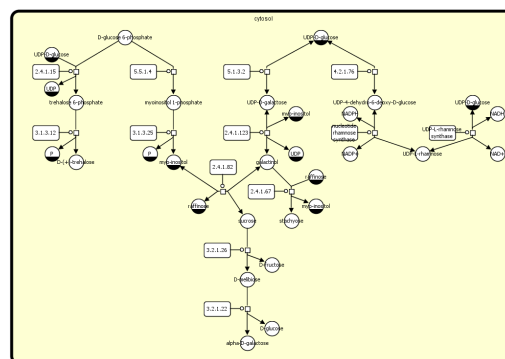 cytosol
D-glucose 6-phosphate
UDP-D-glucose
UDP-D-glucose
2.4.1.15
5.5.1.4
5.1.3.2
4.2.1.76
UDP
trehalose 6-phosphate
myoinositol 1-phosphate
UDP-D-galactose
UDP-4-dehydro-6-deoxy-D-glucose
UDP-D-glucose
NADPH
NADPH
myo-inositol
3.1.3.12
3.1.3.25
2.4.1.123
nucleotide-
rhamnose
synthase
UDP-L-rhamnose
synthase
P
P
UDP
NADP+
NAD+
D-(+)-trehalose
myo-inositol
galactinol
UDP-L-rhamnose
2.4.1.82
2.4.1.67
raffinose
raffinose
myo-inositol
sucrose
stachyose
3.2.1.26
D-fructose
D-melibiose
3.2.1.22
D-glucose
alpha-D-galactose